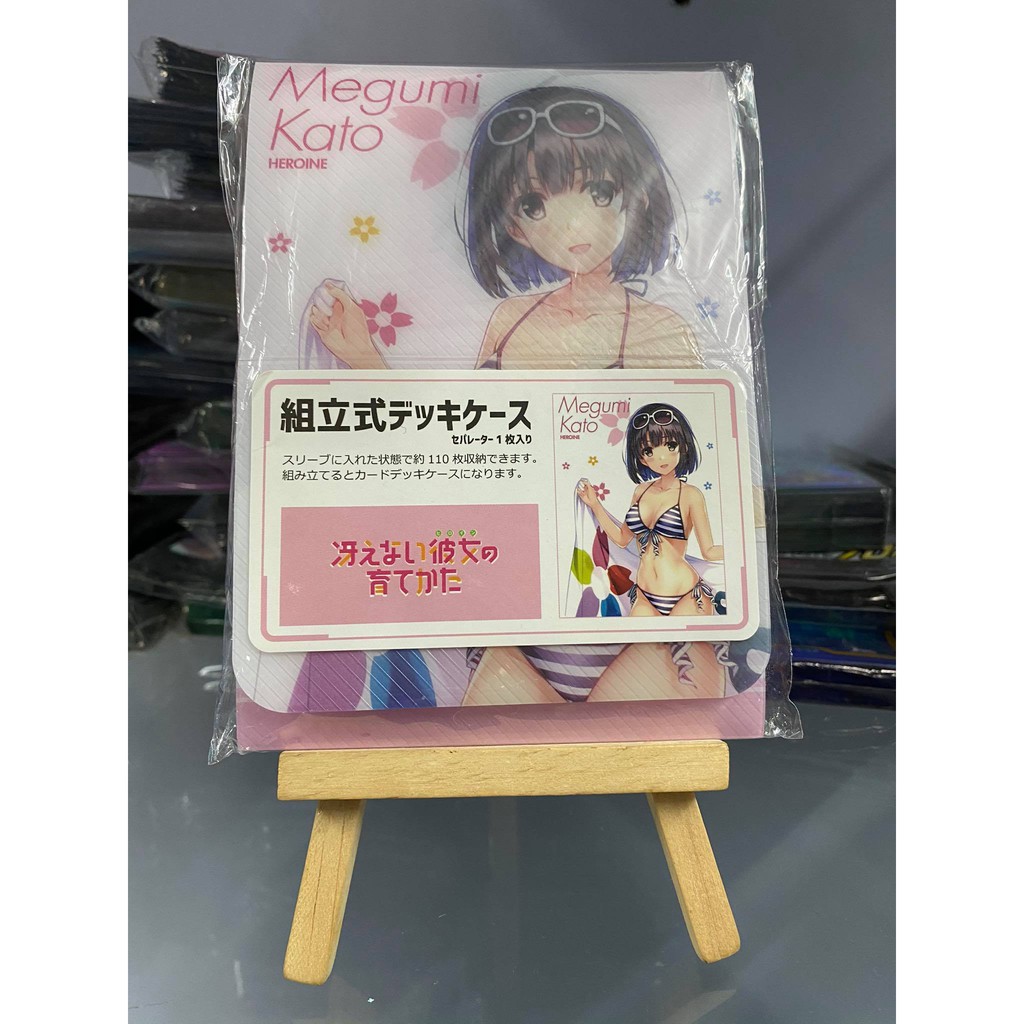 Megumi
Kato
HEROINE
組立式デッキケース
セパレーター1枚入り
スリーブに入れた状態で約110枚収納できます。
組み立てるとカードデッキケースになります。
ヒロイン
冴えない彼女の
育てかた
Megumi
Kato
HEROINE